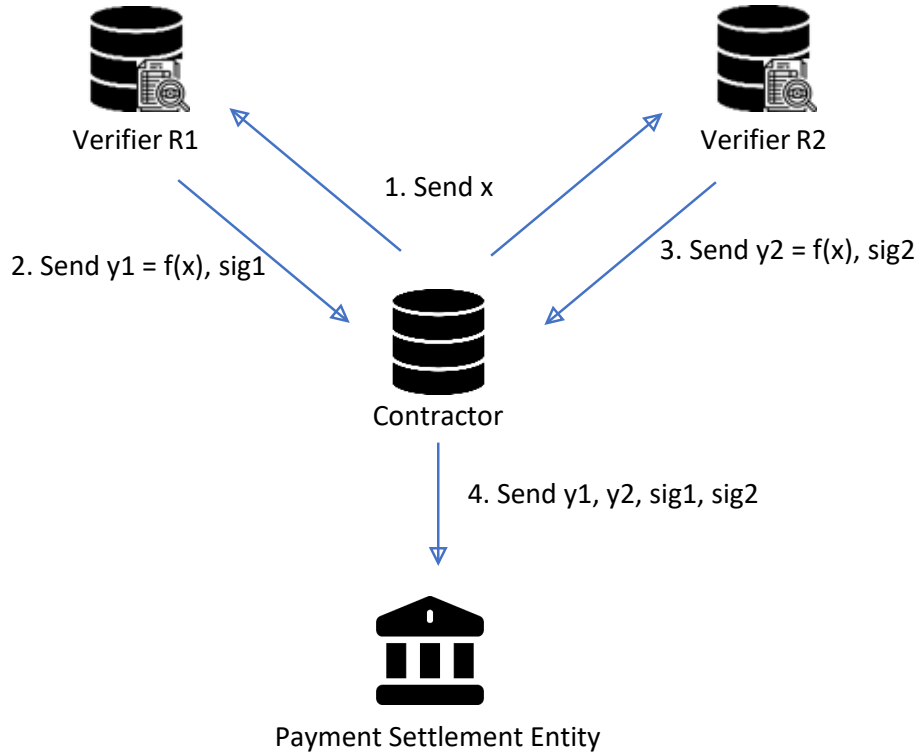 Verifier R1
Verifier R2
1. Send x
2. Send y1 = f(x), sig1
3. Send y2 = f(x), sig2
Contractor
4. Send y1, y2, sig1, sig2
Payment Settlement Entity